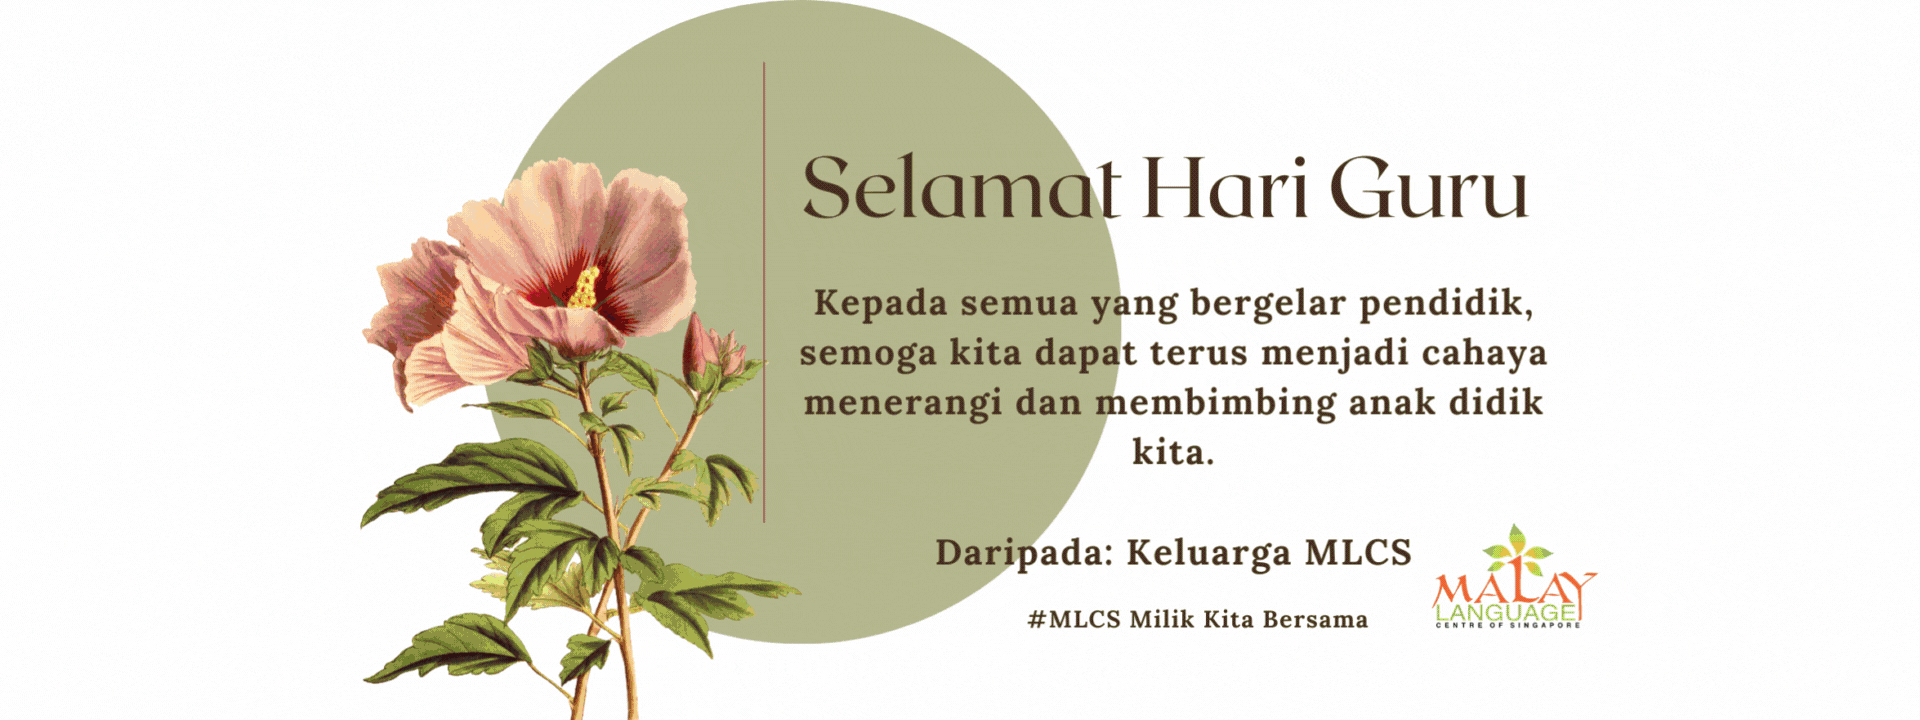 Selamat Hari Guru
Kepada semua yang bergelar pendidik,
semoga kita dapat terus menjadi cahaya
menerangi dan membimbing anak didik
kita.
Daripada: Keluarga MLCS
#MLCS Milik Kita Bersama
MALAY
LANGUAGE
CENTRE OF SINGAPORE